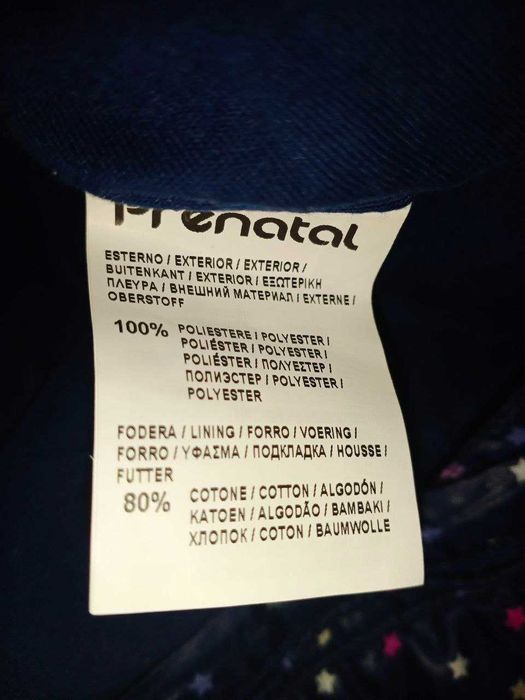 prenatal
ESTERNO / EXTERIOR / EXTERIOR /
BUITENKANT / EXTERIOR / ΕΞΩΤΕΡΙΚΗ
ΠΛΕΥΡΑ / ВНЕШНИЙ МАТЕРИАЛ / EXTERNE /
OBERSTOFF
100% POLIESTERE / POLYESTER /
POLIÉSTER / POLYESTER /
POLIÉSTER / ΠΟΛΥΕΣΤΕΡ /
ПОЛИЭСТЕР / POLYESTER /
POLYESTER
FODERA / LINING / FORRO / VOERING /
FORRO / ΥΦΑΣΜΑ / ПОДКЛАДКА / HOUSSE /
FUTTER
80% COTONE / COTTON / ALGODÓN /
KATOEN / ALGODÃO / ΒΑΜΒΑΚΙ /
ХЛОПОК / COTON / BAUMWOLLE